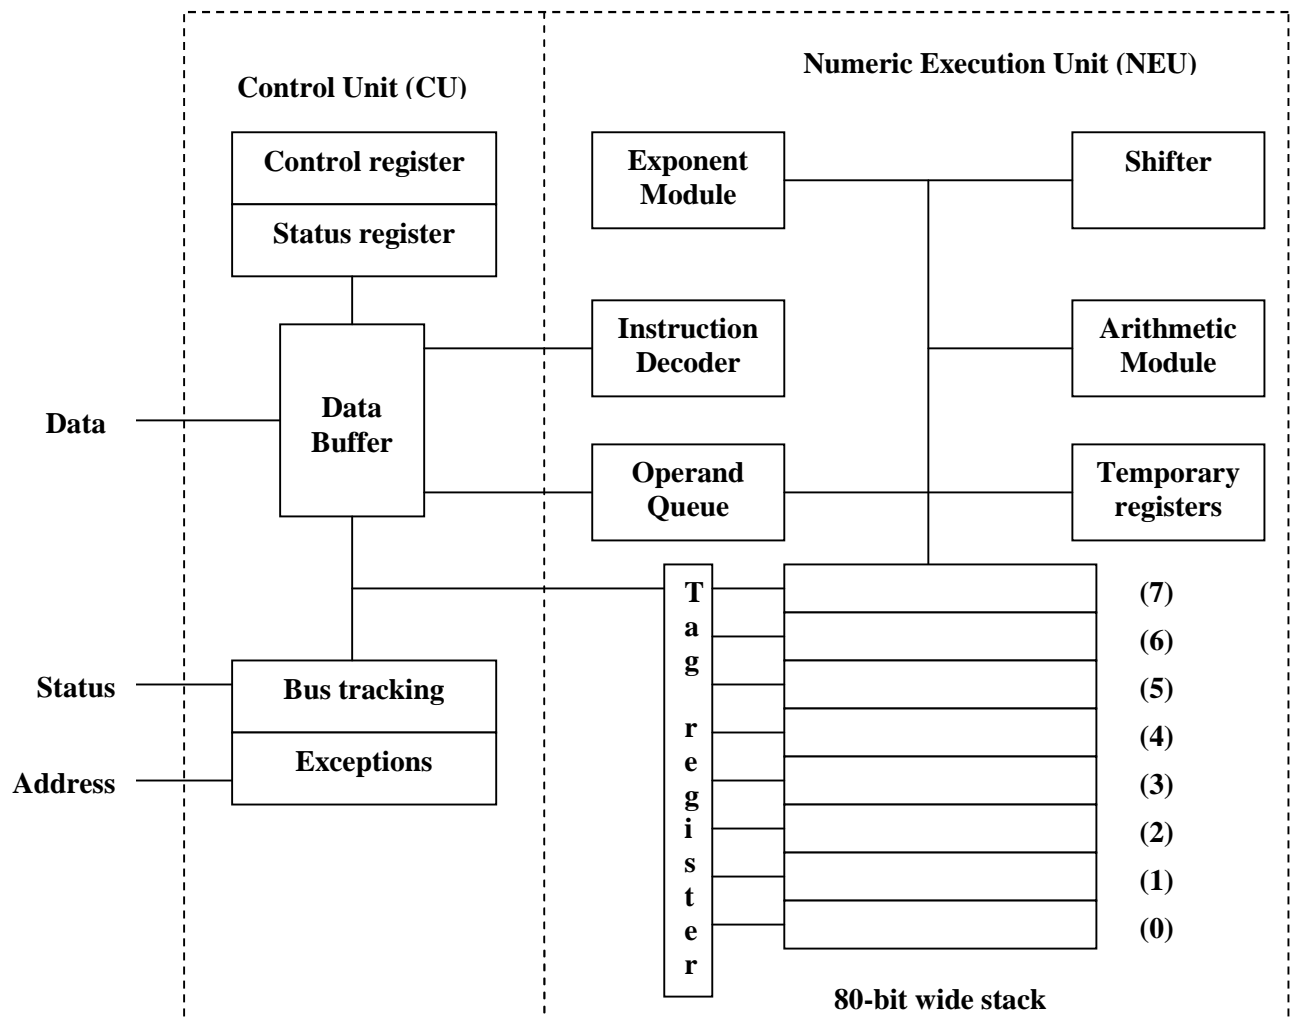 Control Unit (CU)
Numeric Execution Unit (NEU)
Control register
Status register
Exponent
Module
Shifter
Instruction
Decoder
Arithmetic
Module
Data
Data
Buffer
Operand
Queue
Temporary
registers
Status
Address
Bus tracking
Exceptions
Tag register
(7)
(6)
(5)
(4)
(3)
(2)
(1)
(0)
80-bit wide stack